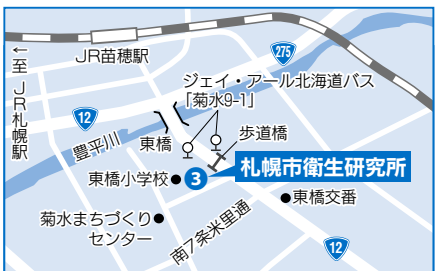 JR苗穂駅
275
←至 JR札幌駅
ジェイ・アール北海道バス
「菊水9-1」
12
豊平川
東橋
歩道橋
東橋小学校
3
札幌市衛生研究所
東橋交番
菊水まちづくり
センター
南7条米里通
12